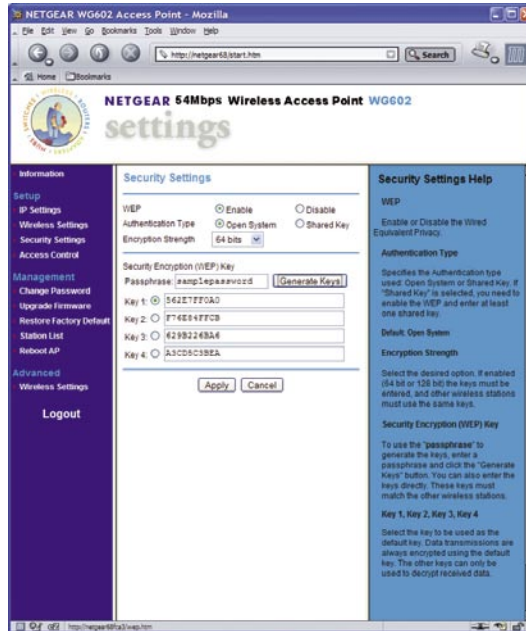 NETGEAR WG602 Access Point - Mozilla
File Edit View Go Bookmarks Tools Window Help
http://netgear68/start.htm
Search
Home Bookmarks
NETGEAR 54Mbps Wireless Access Point WG602
settings
Information
Setup
IP Settings
Wireless Settings
Security Settings
Access Control
Management
Change Password
Upgrade Firmware
Restore Factory Default
Station List
Reboot AP
Advanced
Wireless Settings
Logout
Security Settings
WEP Enable Disable
Authentication Type Open System Shared Key
Encryption Strength 64 bits
Security Encryption (WEP) Key
Passphrase: samplepassword Generate Keys
Key 1: 562E7FF0A0
Key 2: F76E84FFCB
Key 3: 629B226BA6
Key 4: A3CD5C3BEA
Apply Cancel
Security Settings Help
WEP
Enable or Disable the Wired
Equivalent Privacy.
Authentication Type
Specifies the Authentication type
used: Open System or Shared Key. If
"Shared Key" is selected, you need to
enable the WEP and enter at least
one shared key.
Default: Open System
Encryption Strength
Select the desired option. If enabled
(64 bit or 128 bit) the keys must be
entered, and other wireless stations
must use the same keys.
Security Encryption (WEP) Key
To use the "passphrase" to
generate the keys, enter a
passphrase and click the "Generate
Keys" button. You can also enter the
keys directly. These keys must
match the other wireless stations.
Key 1, Key 2, Key 3, Key 4
Select the key to be used as the
default key. Data transmissions are
always encrypted using the default
key. The other keys can only be
used to decrypt received data.